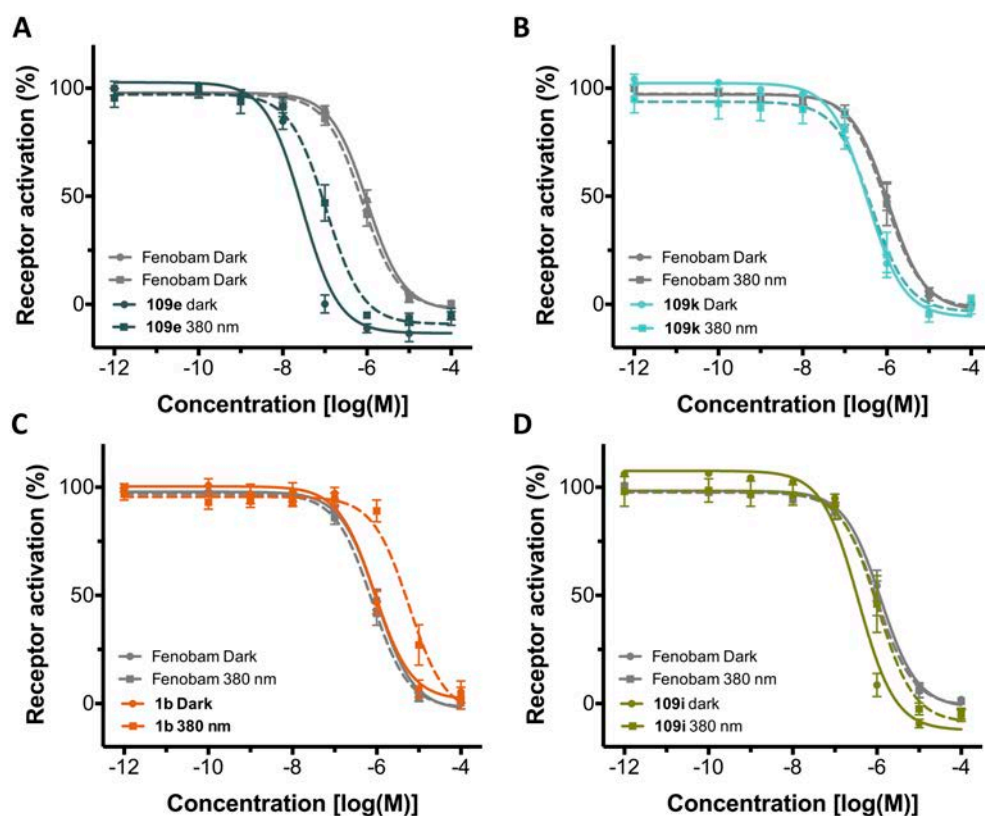 A
Receptor activation (%)
100
50
0
Fenobam Dark
Fenobam Dark
109e dark
109e 380 nm
-12 -10 -8 -6 -4
Concentration [log(M)]
B
Receptor activation (%)
100
50
0
Fenobam Dark
Fenobam 380 nm
109k Dark
109k 380 nm
-12 -10 -8 -6 -4
Concentration [log(M)]
C
Receptor activation (%)
100
50
0
Fenobam Dark
Fenobam 380 nm
1b Dark
1b 380 nm
-12 -10 -8 -6 -4
Concentration [log(M)]
D
Receptor activation (%)
100
50
0
Fenobam Dark
Fenobam 380 nm
109i dark
109i 380 nm
-12 -10 -8 -6 -4
Concentration [log(M)]